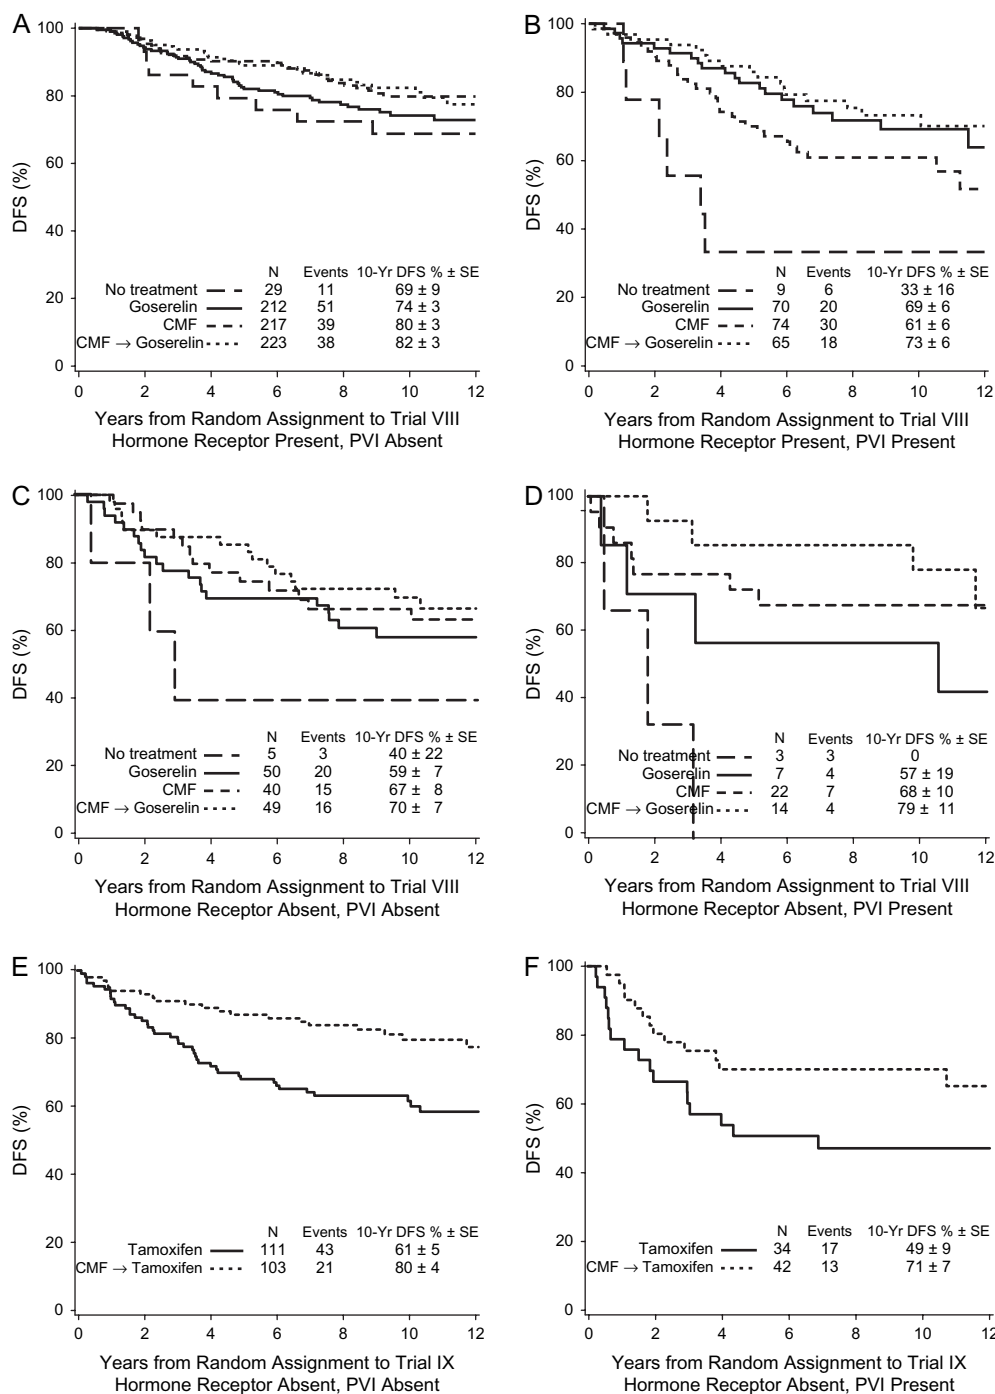 A
100
80
60
40
20
0
DFS (%)
N Events 10-Yr DFS % ± SE
No treatment 29 11 69 ± 9
Goserelin 212 51 74 ± 3
CMF 217 39 80 ± 3
CMF → Goserelin 223 38 82 ± 3
0 2 4 6 8 10 12
Years from Random Assignment to Trial VIII
Hormone Receptor Present, PVI Absent
B
100
80
60
40
20
0
DFS (%)
N Events 10-Yr DFS % ± SE
No treatment 9 6 33 ± 16
Goserelin 70 20 69 ± 6
CMF 74 30 61 ± 6
CMF → Goserelin 65 18 73 ± 6
0 2 4 6 8 10 12
Years from Random Assignment to Trial VIII
Hormone Receptor Present, PVI Present
C
100
80
60
40
20
0
DFS (%)
N Events 10-Yr DFS % ± SE
No treatment 5 3 40 ± 22
Goserelin 50 20 59 ± 7
CMF 40 15 67 ± 8
CMF → Goserelin 49 16 70 ± 7
0 2 4 6 8 10 12
Years from Random Assignment to Trial VIII
Hormone Receptor Absent, PVI Absent
D
100
80
60
40
20
0
DFS (%)
N Events 10-Yr DFS % ± SE
No treatment 3 3 0
Goserelin 7 4 57 ± 19
CMF 22 7 68 ± 10
CMF → Goserelin 14 4 79 ± 11
0 2 4 6 8 10 12
Years from Random Assignment to Trial VIII
Hormone Receptor Absent, PVI Present
E
100
80
60
40
20
0
DFS (%)
N Events 10-Yr DFS % ± SE
Tamoxifen 111 43 61 ± 5
CMF → Tamoxifen 103 21 80 ± 4
0 2 4 6 8 10 12
Years from Random Assignment to Trial IX
Hormone Receptor Absent, PVI Absent
F
100
80
60
40
20
0
DFS (%)
N Events 10-Yr DFS % ± SE
Tamoxifen 34 17 49 ± 9
CMF → Tamoxifen 42 13 71 ± 7
0 2 4 6 8 10 12
Years from Random Assignment to Trial IX
Hormone Receptor Absent, PVI Present